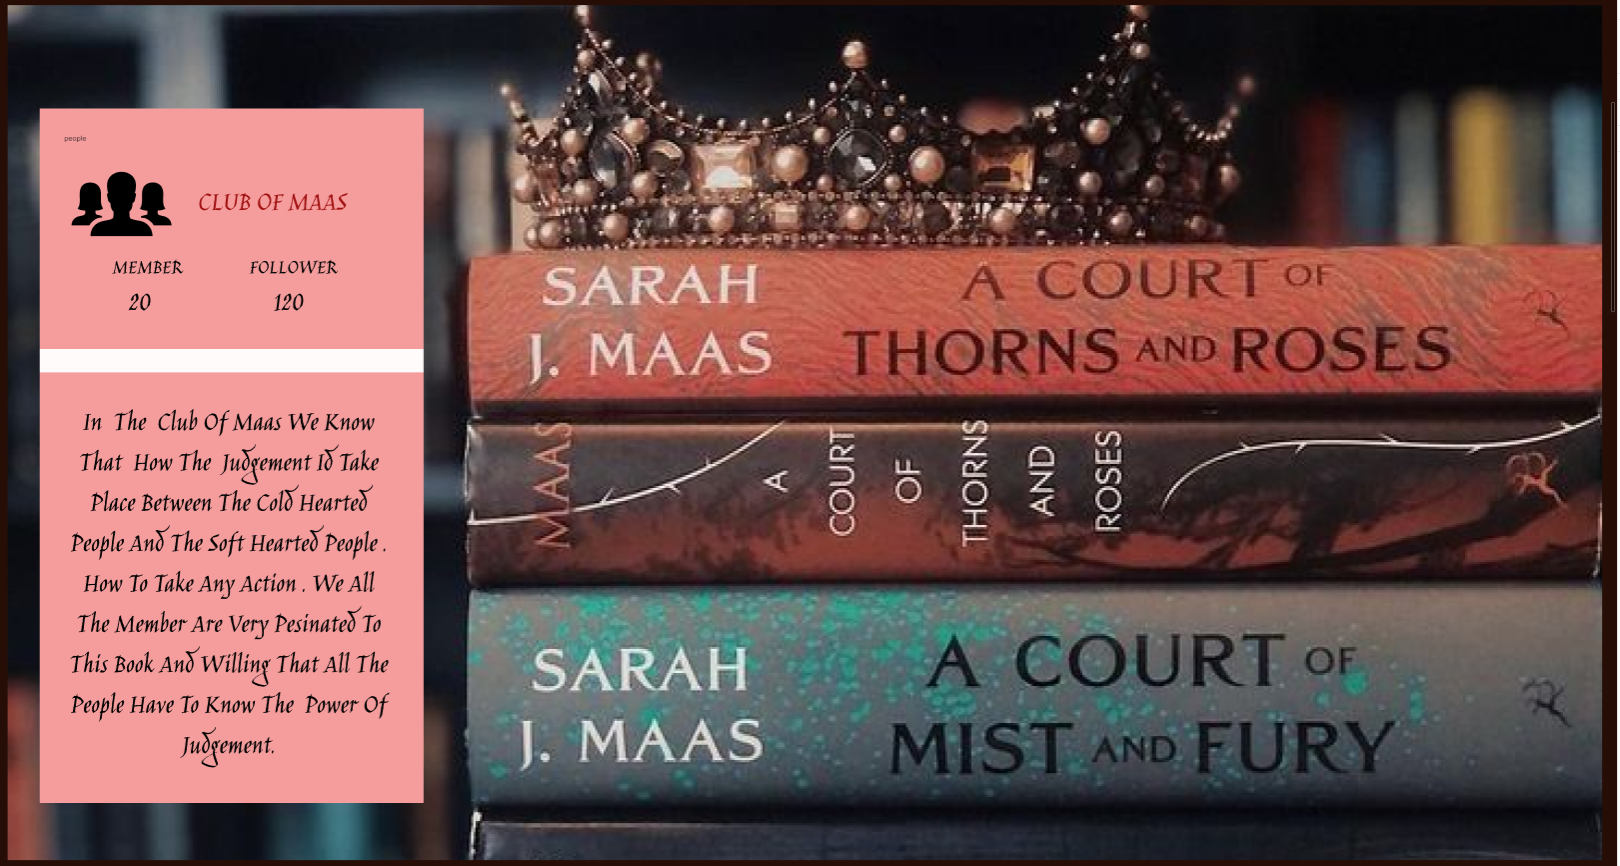 people
CLUB OF MAAS
MEMBER
FOLLOWER
20
120
In The Club Of Maas We Know
That How The Judgement Id Take
Place Between The Cold Hearted
People And The Soft Hearted People .
How To Take Any Action . We All
The Member Are Very Pesinated To
This Book And Willing That All The
People Have To Know The Power Of
Judgement.
SARAH
J. MAAS
A COURT OF
THORNS AND ROSES
MAAS
A
COURT
OF
THORNS
AND
ROSES
SARAH
J. MAAS
A COURT OF
MIST AND FURY